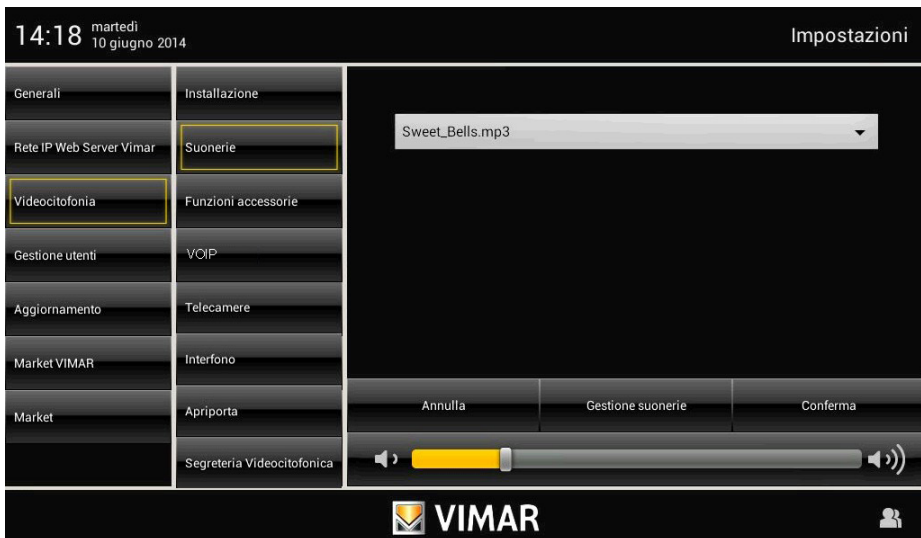 14:18 martedì
10 giugno 2014
Impostazioni
Generali
Rete IP Web Server Vimar
Videocitofonia
Gestione utenti
Aggiornamento
Market VIMAR
Market
Installazione
Suonerie
Funzioni accessorie
VOIP
Telecamere
Interfono
Apriporta
Segreteria Videocitofonica
Sweet_Bells.mp3
Annulla
Gestione suonerie
Conferma
VIMAR